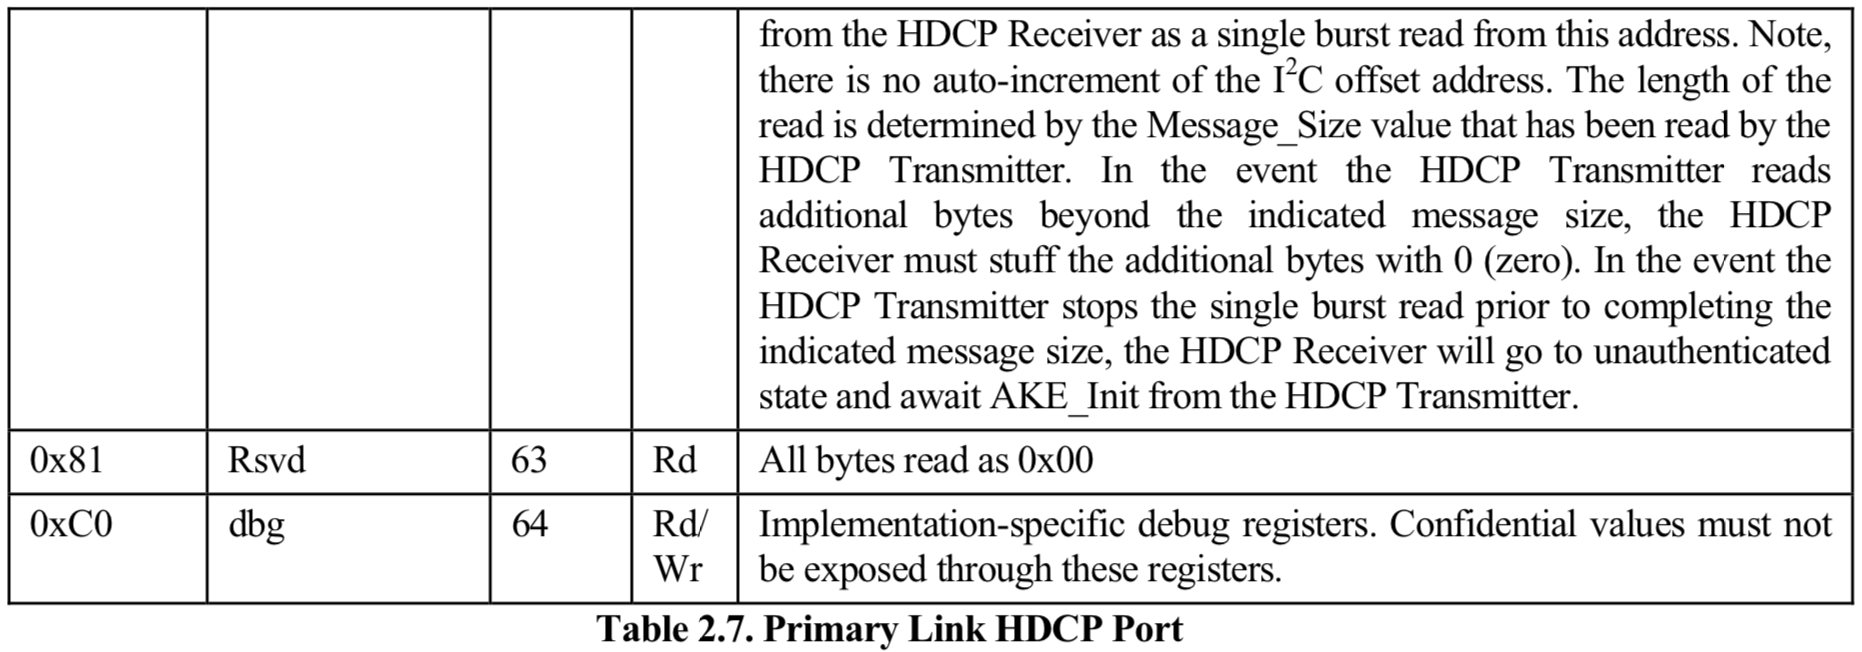 from the HDCP Receiver as a single burst read from this address. Note,
there is no auto-increment of the I²C offset address. The length of the
read is determined by the Message_Size value that has been read by the
HDCP Transmitter. In the event the HDCP Transmitter reads
additional bytes beyond the indicated message size, the HDCP
Receiver must stuff the additional bytes with 0 (zero). In the event the
HDCP Transmitter stops the single burst read prior to completing the
indicated message size, the HDCP Receiver will go to unauthenticated
state and await AKE_Init from the HDCP Transmitter.
0x81 Rsvd 63 Rd All bytes read as 0x00
0xC0 dbg 64 Rd/ Implementation-specific debug registers. Confidential values must not
Wr be exposed through these registers.
Table 2.7. Primary Link HDCP Port